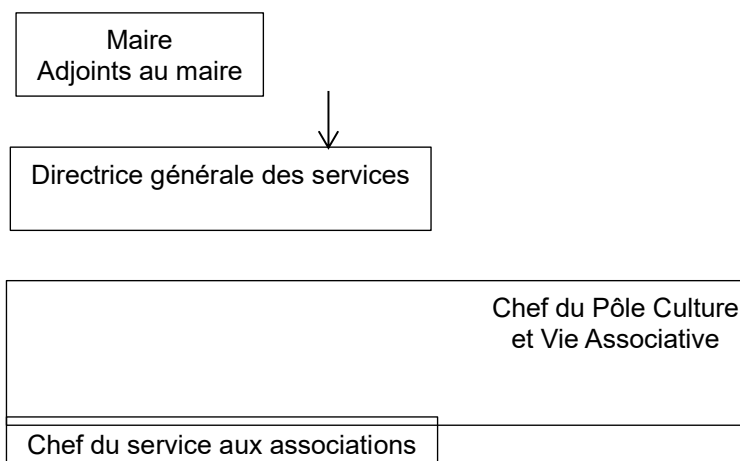 Maire
Adjoints au maire
Directrice générale des services
Chef du Pôle Culture
et Vie Associative
Chef du service aux associations